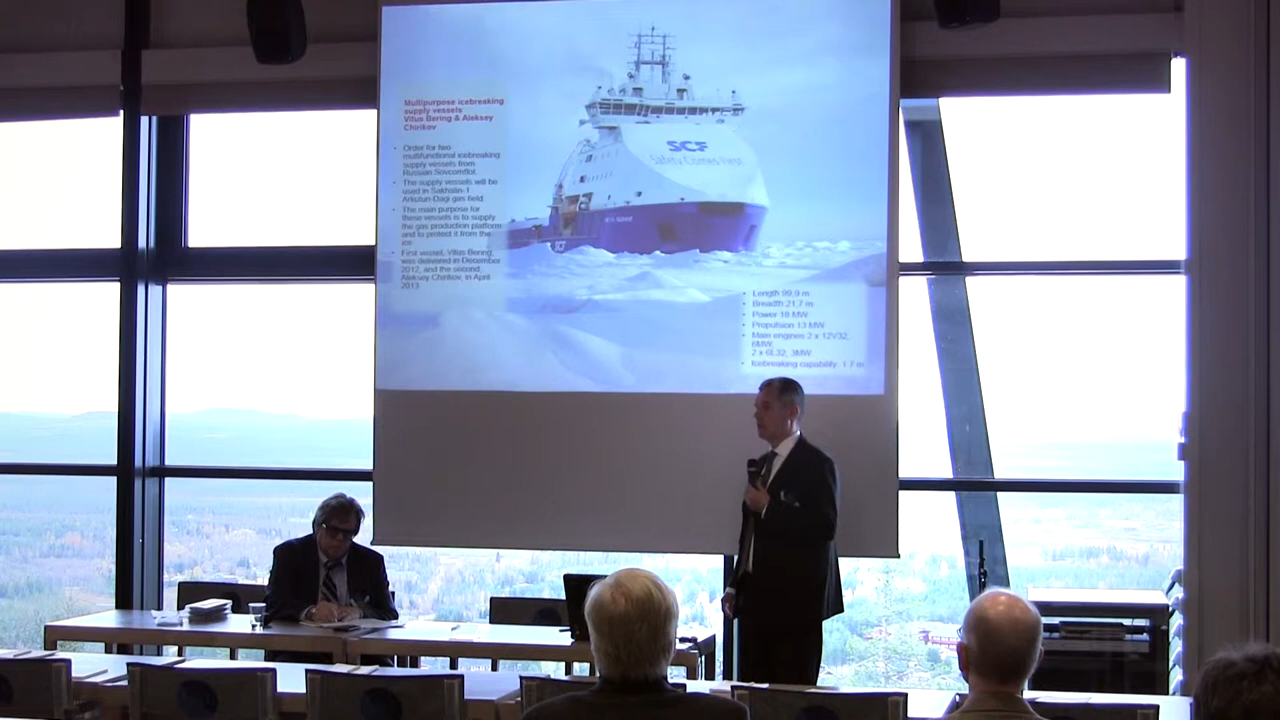 Multipurpose icebreaking
supply vessels
Vitus Bering & Aleksey
Chirikov
• Order for two
multifunctional icebreaking
supply vessels from
Russian Sovcomflot.
• The supply vessels will be
used in Sakhalin-1
Arkutun-Dagi gas field.
• The main purpose for
these vessels is to supply
the gas production platform
and to protect it from the
ice.
• First vessel, Vitus Bering,
was delivered in December
2012, and the second,
Aleksey Chirikov, in April
2013.
SCF
Safety Comes First
SCF
• Length 99,9 m
• Breadth 21,7 m
• Power 18 MW
• Propulsion 13 MW
• Main engines 2 x 12V32,
6MW,
2 x 6L32, 3MW
• Icebreaking capability: 1.7 m